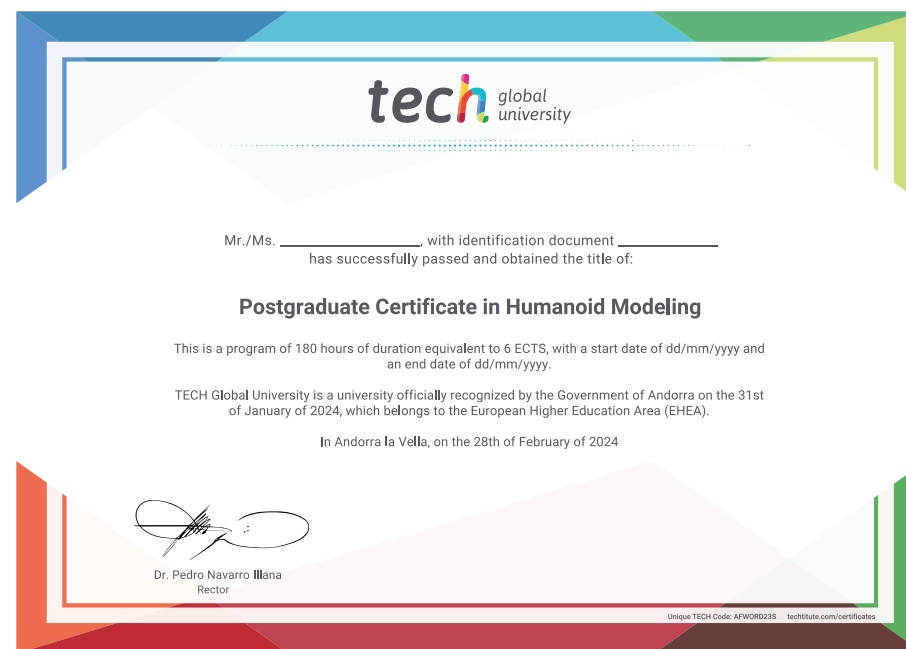 tech global
university
Mr./Ms. ____________________, with identification document ______________
has successfully passed and obtained the title of:
Postgraduate Certificate in Humanoid Modeling
This is a program of 180 hours of duration equivalent to 6 ECTS, with a start date of dd/mm/yyyy and
an end date of dd/mm/yyyy.
TECH Global University is a university officially recognized by the Government of Andorra on the 31st
of January of 2024, which belongs to the European Higher Education Area (EHEA).
In Andorra la Vella, on the 28th of February of 2024
Dr. Pedro Navarro Illana
Rector
Unique TECH Code: AFWORD23S techtitute.com/certificates